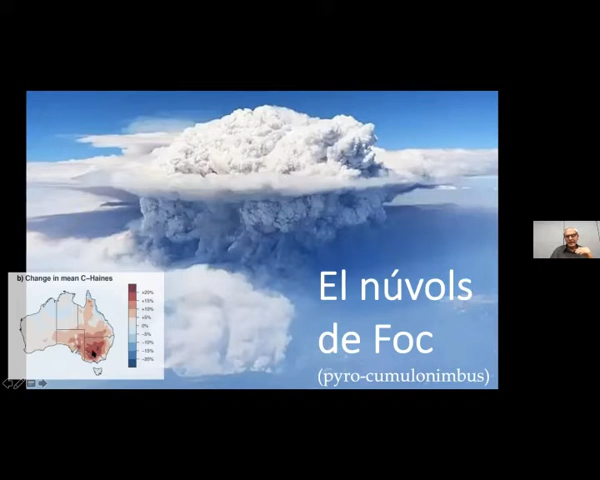 b) Change in mean C-Haines
+20%
+15%
+10%
+5%
0%
-5%
-10%
-15%
-20%
El núvols
de Foc
(pyro-cumulonimbus)